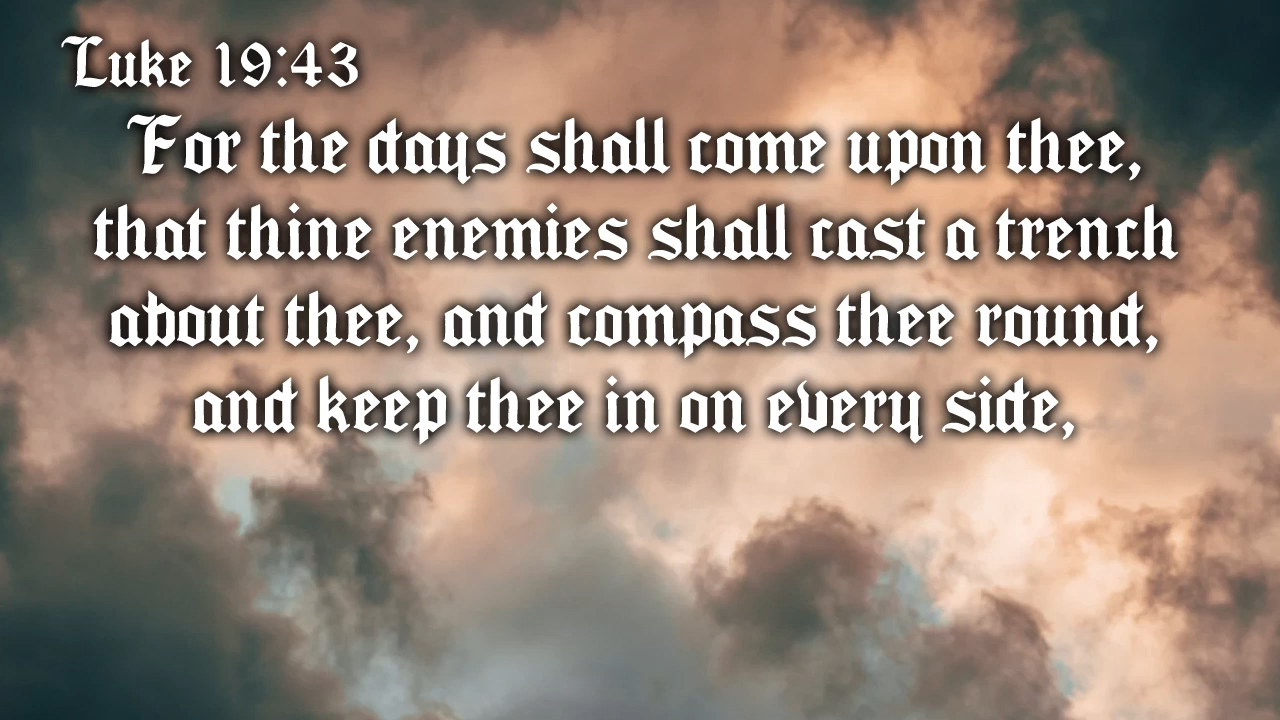 Luke 19:43
For the days shall come upon thee,
that thine enemies shall cast a trench
about thee, and compass thee round,
and keep thee in on every side,